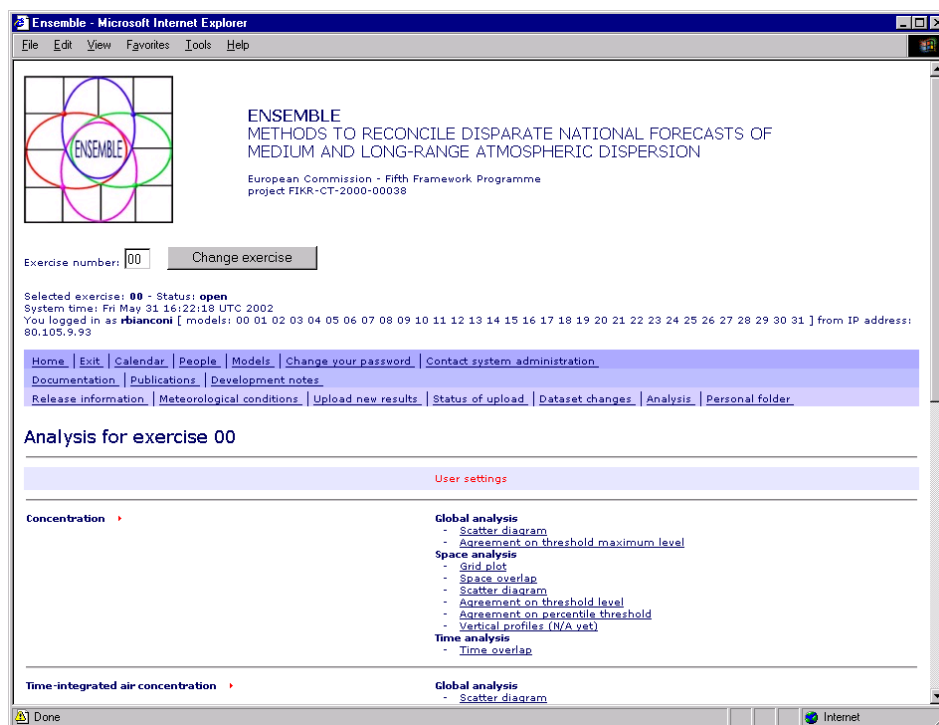 Ensemble - Microsoft Internet Explorer
File Edit View Favorites Tools Help
ENSEMBLE
ENSEMBLE
METHODS TO RECONCILE DISPARATE NATIONAL FORECASTS OF
MEDIUM AND LONG-RANGE ATMOSPHERIC DISPERSION
European Commission - Fifth Framework Programme
project FIKR-CT-2000-00038
Exercise number: 00 Change exercise
Selected exercise: 00 - Status: open
System time: Fri May 31 16:22:18 UTC 2002
You logged in as rbianconi [ models: 00 01 02 03 04 05 06 07 08 09 10 11 12 13 14 15 16 17 18 19 20 21 22 23 24 25 26 27 28 29 30 31 ] from IP address:
80.105.9.93
Home | Exit | Calendar | People | Models | Change your password | Contact system administration
Documentation | Publications | Development notes
Release information | Meteorological conditions | Upload new results | Status of upload | Dataset changes | Analysis | Personal folder
Analysis for exercise 00
User settings
Concentration
Global analysis
- Scatter diagram
- Agreement on threshold maximum level
Space analysis
- Grid plot
- Space overlap
- Scatter diagram
- Agreement on threshold level
- Agreement on percentile threshold
- Vertical profiles (N/A yet)
Time analysis
- Time overlap
Time-integrated air concentration
Global analysis
- Scatter diagram
Done
Internet